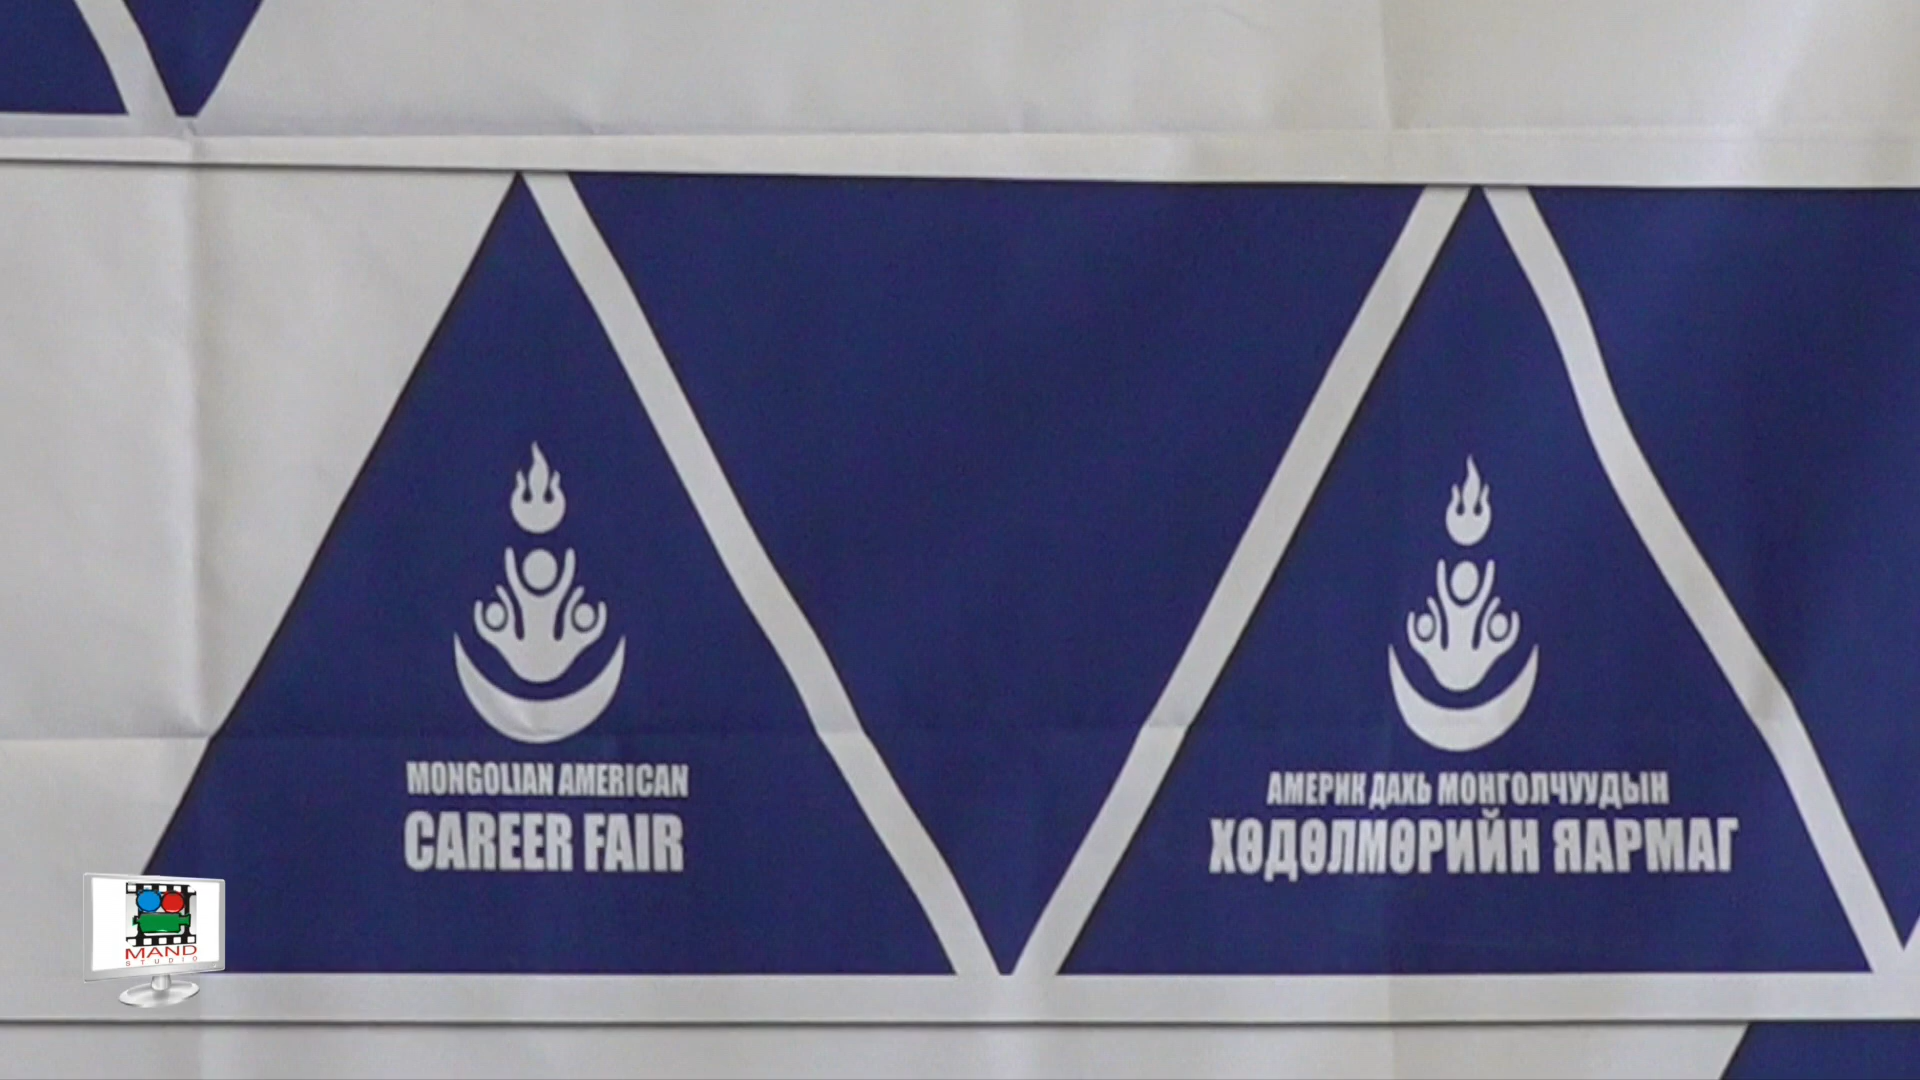 MONGOLIAN AMERICAN
CAREER FAIR
АМЕРИК ДАХЬ МОНГОЛЧУУДЫН
ХӨДӨЛМӨРИЙН ЯАРМАГ
MAND
STUDIO